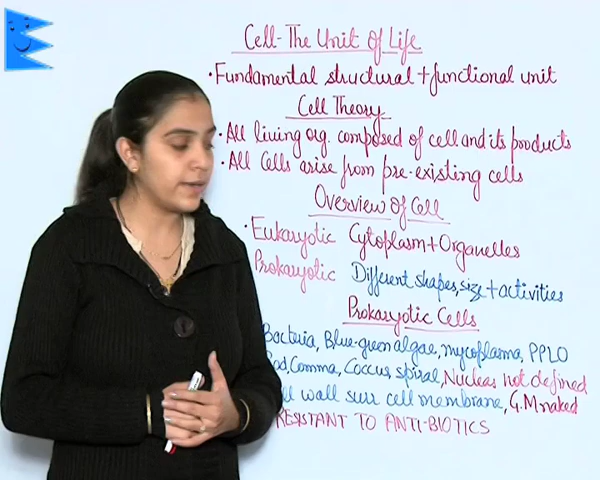 Cell-The Unit of Life
• Fundamental structural + functional unit
Cell Theory
• All living org. composed of cell and its products
• All Cells arise from pre-existing cells
Overview of Cell
• Eukaryotic Cytoplasm + Organelles
Prokaryotic Different shapes, size + activities
Prokaryotic Cells
Bacteria, Blue-green algae, mycoplasma, PPLO
Comma, Coccus, spiral, Nucleus not defined
wall surr cell membrane, G.M naked
RESISTANT TO ANTI-BIOTICS